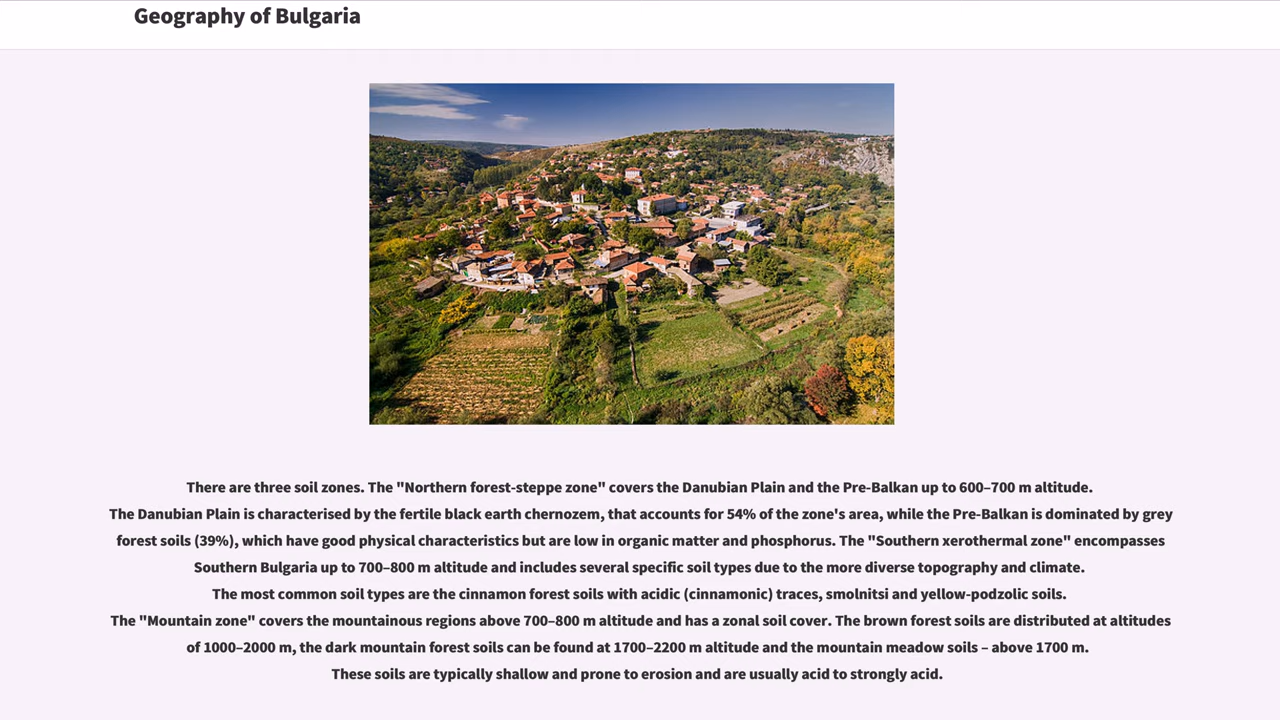 Geography of Bulgaria
There are three soil zones. The "Northern forest-steppe zone" covers the Danubian Plain and the Pre-Balkan up to 600–700 m altitude.
The Danubian Plain is characterised by the fertile black earth chernozem, that accounts for 54% of the zone's area, while the Pre-Balkan is dominated by grey
forest soils (39%), which have good physical characteristics but are low in organic matter and phosphorus. The "Southern xerothermal zone" encompasses
Southern Bulgaria up to 700–800 m altitude and includes several specific soil types due to the more diverse topography and climate.
The most common soil types are the cinnamon forest soils with acidic (cinnamonic) traces, smolnitsi and yellow-podzolic soils.
The "Mountain zone" covers the mountainous regions above 700–800 m altitude and has a zonal soil cover. The brown forest soils are distributed at altitudes
of 1000–2000 m, the dark mountain forest soils can be found at 1700–2200 m altitude and the mountain meadow soils – above 1700 m.
These soils are typically shallow and prone to erosion and are usually acid to strongly acid.